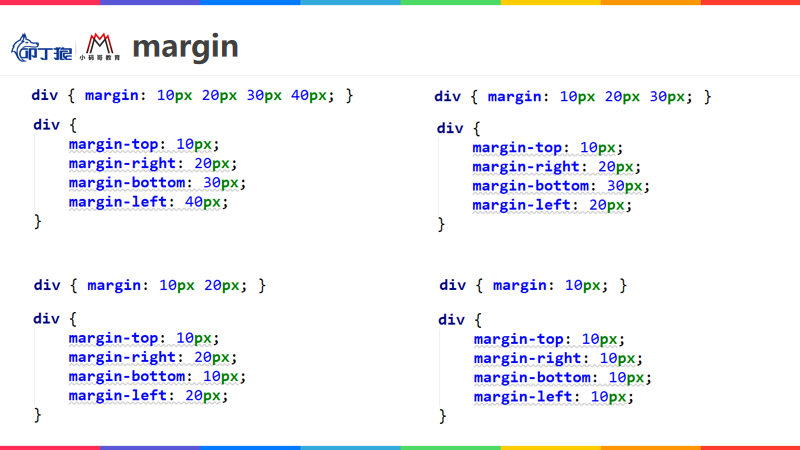 叩丁狼
小码哥教育
margin
div { margin: 10px 20px 30px 40px; }
div {
margin-top: 10px;
margin-right: 20px;
margin-bottom: 30px;
margin-left: 40px;
}
div { margin: 10px 20px 30px; }
div {
margin-top: 10px;
margin-right: 20px;
margin-bottom: 30px;
margin-left: 20px;
}
div { margin: 10px 20px; }
div {
margin-top: 10px;
margin-right: 20px;
margin-bottom: 10px;
margin-left: 20px;
}
div { margin: 10px; }
div {
margin-top: 10px;
margin-right: 10px;
margin-bottom: 10px;
margin-left: 10px;
}